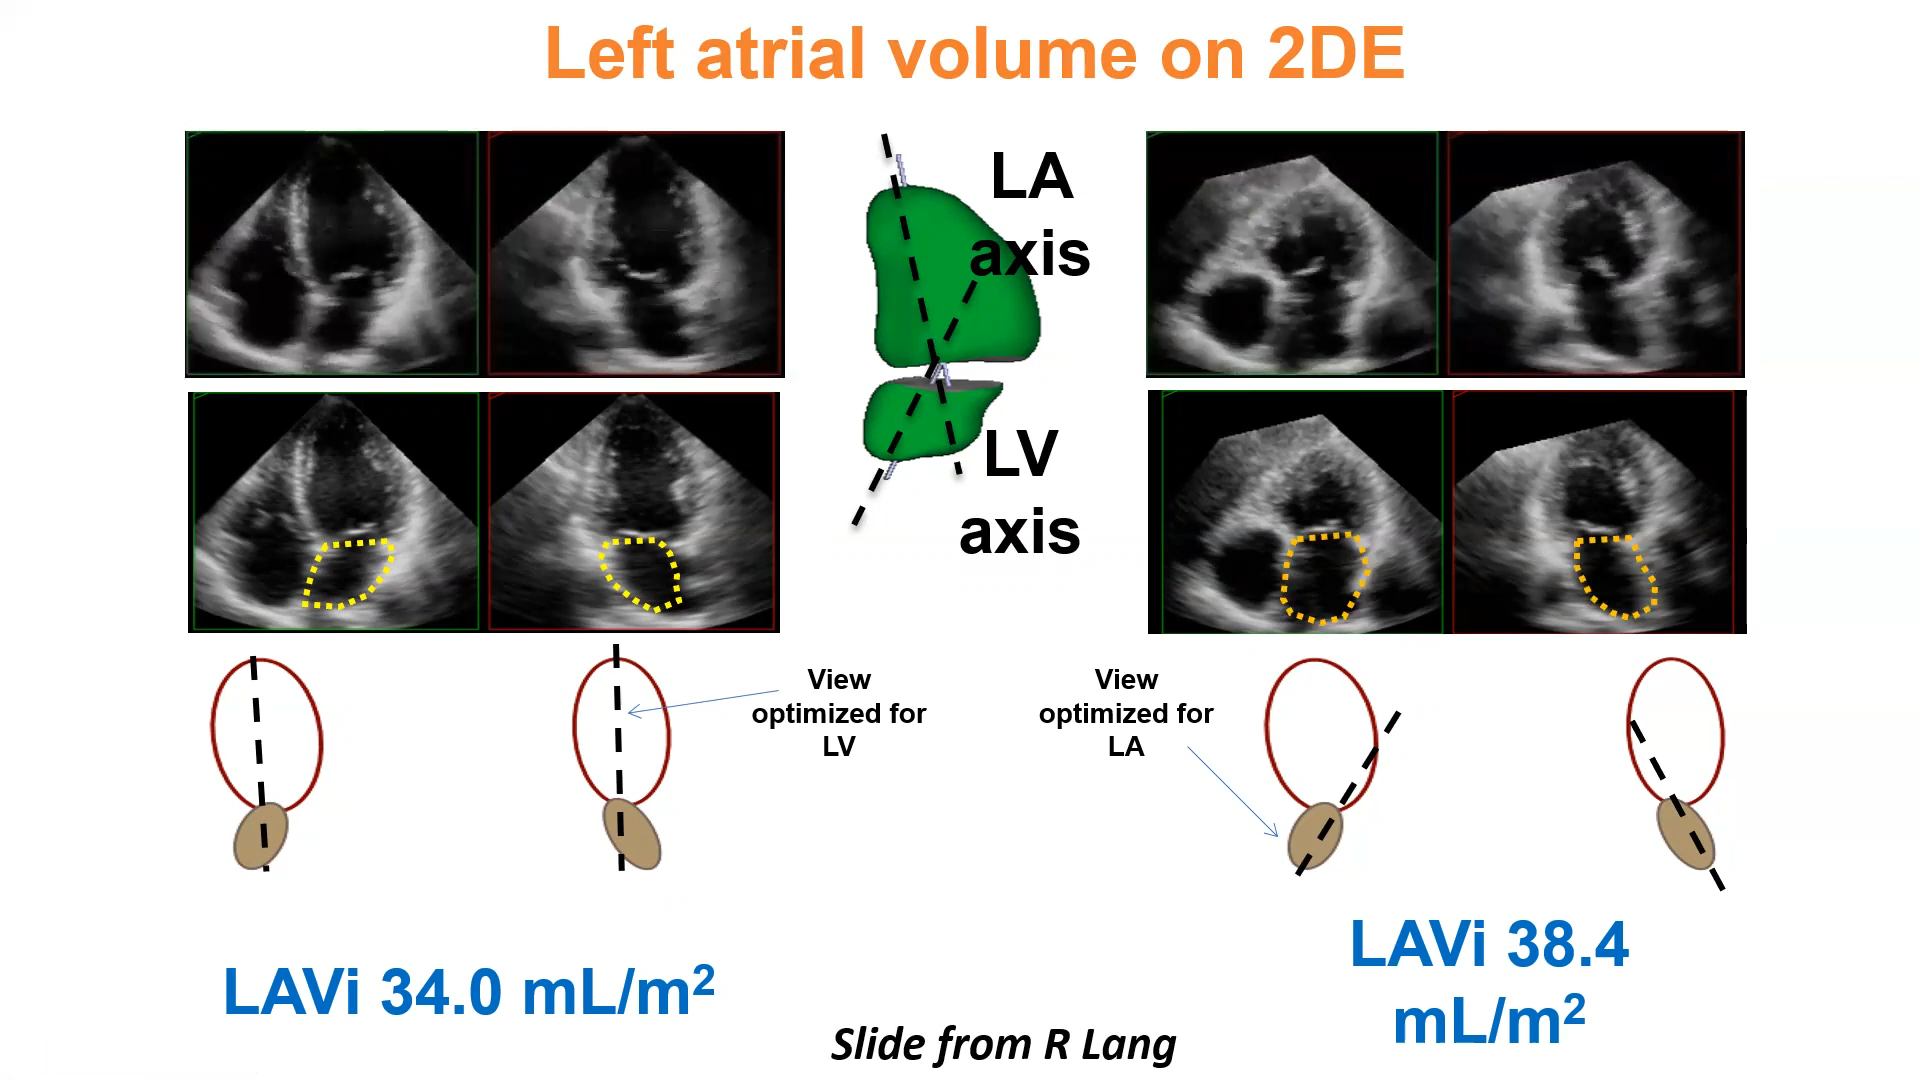 Left atrial volume on 2DE
LA
axis
LV
axis
View
optimized for
LV
View
optimized for
LA
LAVi 34.0 mL/m²
LAVi 38.4
mL/m²
Slide from R Lang